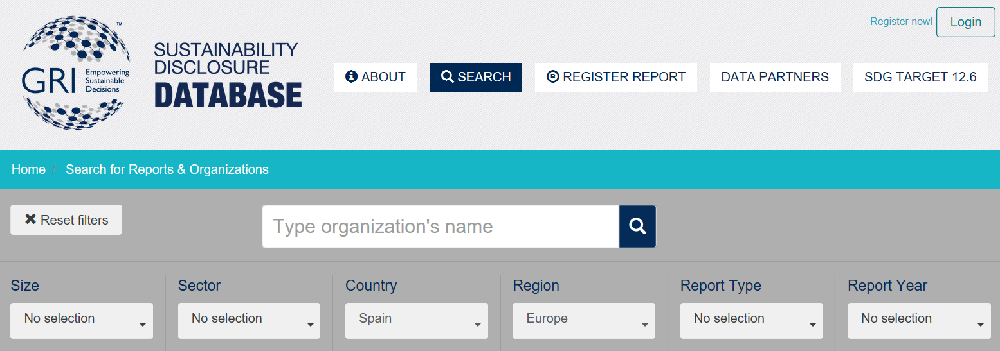 Register now!
Login
TM
GRI
Empowering
Sustainable
Decisions
SUSTAINABILITY
DISCLOSURE
DATABASE
ABOUT
SEARCH
REGISTER REPORT
DATA PARTNERS
SDG TARGET 12.6
Home / Search for Reports & Organizations
Reset filters
Type organization's name
Size
Sector
Country
Region
Report Type
Report Year
No selection
No selection
Spain
Europe
No selection
No selection